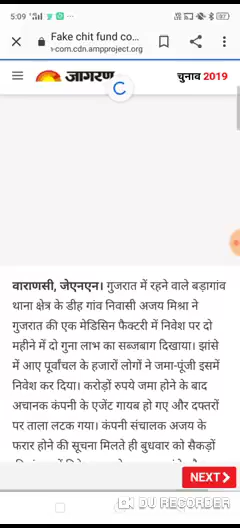 5:09
97
Fake chit fund co...
-com.cdn.ampproject.org
जागरण
चुनाव 2019
वाराणसी, जेएनएन। गुजरात में रहने वाले बड़ागांव
थाना क्षेत्र के डीह गांव निवासी अजय मिश्रा ने
गुजरात की एक मेडिसिन फैक्टरी में निवेश पर दो
महीने में दो गुना लाभ का सब्जबाग दिखाया। झांसे
में आए पूर्वांचल के हजारों लोगों ने जमा-पूंजी इसमें
निवेश कर दिया। करोड़ों रुपये जमा होने के बाद
अचानक कंपनी के एजेंट गायब हो गए और दफ्तरों
पर ताला लटक गया। कंपनी संचालक अजय के
फरार होने की सूचना मिलते ही बुधवार को सैकड़ों
NEXT
DU RECORDER